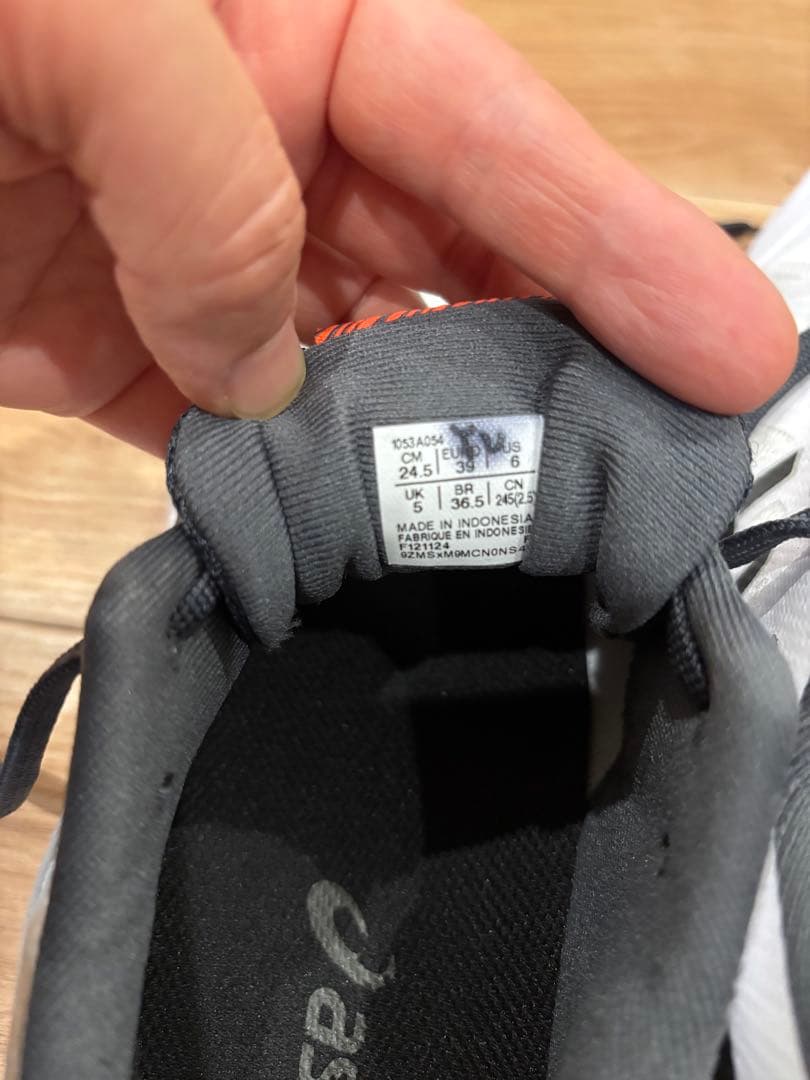 1053A054
CM EURO US
24.5 39 6
UK BR CN
5 36.5 245(2.5)
MADE IN INDONESIA
FABRIQUE EN INDONESIE
F121124 F
9ZMSxM9MCN0NS4
as